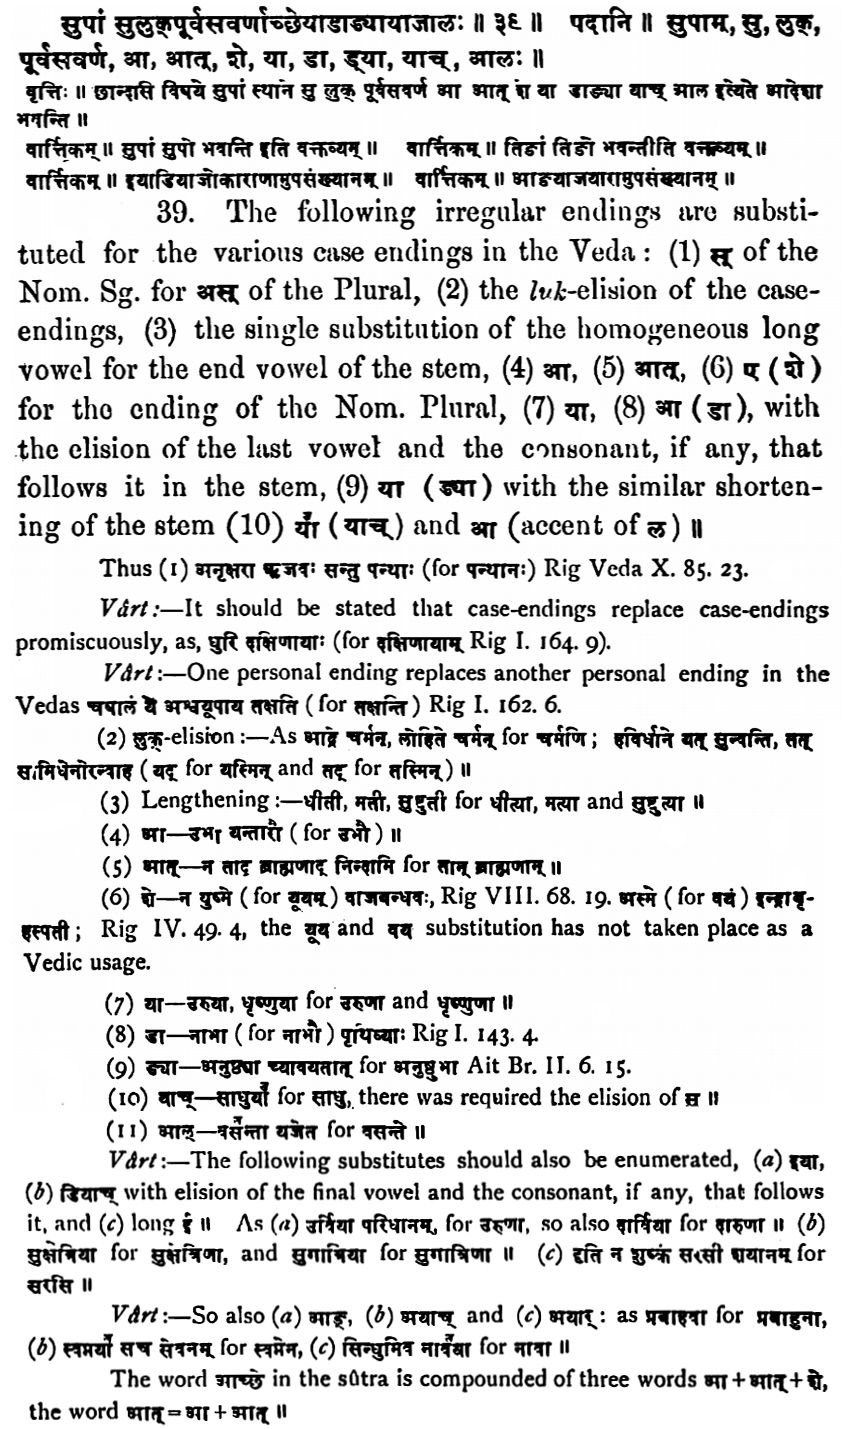 सुपां सुलुक्पूर्वसवर्णाच्छेयाडाड्यायाजालः ॥ ३९ ॥ पदानि ॥ सुपाम्, सु, लुक्,
पूर्वसवर्ण, आ, आत्, शे, या, डा, ड्या, याच्, आलः ॥
वृत्तिः ॥ छान्दसि विषये सुपां स्थाने सु लुक् पूर्वसवर्ण आ आत् शे या डाड्या याच् आल इत्येते आदेशा
भवन्ति ॥
वार्त्तिकम् ॥ सुपां सुपो भवन्ति इति वक्तव्यम् ॥ वार्त्तिकम् ॥ तिङां तिङो भवन्तीति वक्तव्यम् ॥
वार्त्तिकम् ॥ इयाडियाजीकाराणामुपसंख्यानम् ॥ वार्त्तिकम् ॥ आङयाजयारामुपसंख्यानम् ॥
39. The following irregular endings are substi-
tuted for the various case endings in the Veda : (1) स् of the
Nom. Sg. for अस् of the Plural, (2) the luk-elision of the case-
endings, (3) the single substitution of the homogeneous long
vowel for the end vowel of the stem, (4) आ, (5) आत्, (6) ए (शे)
for the ending of the Nom. Plural, (7) या, (8) आ (डा), with
the elision of the last vowel and the consonant, if any, that
follows it in the stem, (9) या (ड्या) with the similar shorten-
ing of the stem (10) याॅ (याच्) and आ (accent of ल) ॥
Thus (1) अनृक्षरा ऋजवः सन्तु पन्थाः (for पन्थानः) Rig Veda X. 85. 23.
Vârt :—It should be stated that case-endings replace case-endings
promiscuously, as, धुरि दक्षिणायाः (for दक्षिणायाम् Rig I. 164. 9).
Vârt :—One personal ending replaces another personal ending in the
Vedas चषालं ये अश्वयूपाय तक्षति (for तक्षन्ति) Rig I. 162. 6.
(2) लुक्-elision :—As आर्द्रे चर्मन्, लोहिते चर्मन् for चर्मणि ; हविर्धाने यत् सुन्वन्ति, तत्
सामिधेनीरन्वाह (यद् for यस्मिन् and तद् for तस्मिन्) ॥
(3) Lengthening :—धीती, मती, सुष्टुती for धीत्या, मत्या and सुष्टुत्या ॥
(4) आ—उभा यन्तारौ (for उभौ) ॥
(5) आत्—न ताद् ब्राह्मणाद् निन्दामि for तान् ब्राह्मणान् ॥
(6) शे—न युष्मे (for यूयम्) वाजबन्धवः, Rig VIII. 68. 19. अस्मे (for वयं) इन्द्राबृ-
हस्पती ; Rig IV. 49. 4, the यूय and वय substitution has not taken place as a
Vedic usage.
(7) या—उरुया, धृष्णुया for उरुणा and धृष्णुणा ॥
(8) डा—नाभा (for नाभौ) पृथिव्याः Rig I. 143. 4.
(9) ड्या—अनुष्ठ्या च्यावयतात् for अनुष्टुभा Ait Br. II. 6. 15.
(10) याच्—साधुया॑ for साधु, there was required the elision of स ॥
(11) आल्—वस॑न्ता यजेत for वसन्ते ॥
Vârt :—The following substitutes should also be enumerated, (a) इया,
(b) डियाच् with elision of the final vowel and the consonant, if any, that follows
it, and (c) long ई ॥ As (a) उर्विया परिधानम्, for उरुणा, so also दार्विया for दारुणा ॥ (b)
सुक्षेत्रिया for सुक्षेत्रिणा, and सुगात्रिया for सुगात्रिणा ॥ (c) दृतिं न शुष्कं सरसी शयानम् for
सरसि ॥
Vârt :—So also (a) आङ्, (b) अयाच् and (c) अयार् : as प्रबाहवा for प्रबाहुना,
(b) स्वप्नया॑ सच सेवनम् for स्वप्नेन, (c) सिन्धुमिव नाव॑या for नावा ॥
The word आच्छे in the sûtra is compounded of three words आ + आत् + शे,
the word आत् = आ + आत् ॥